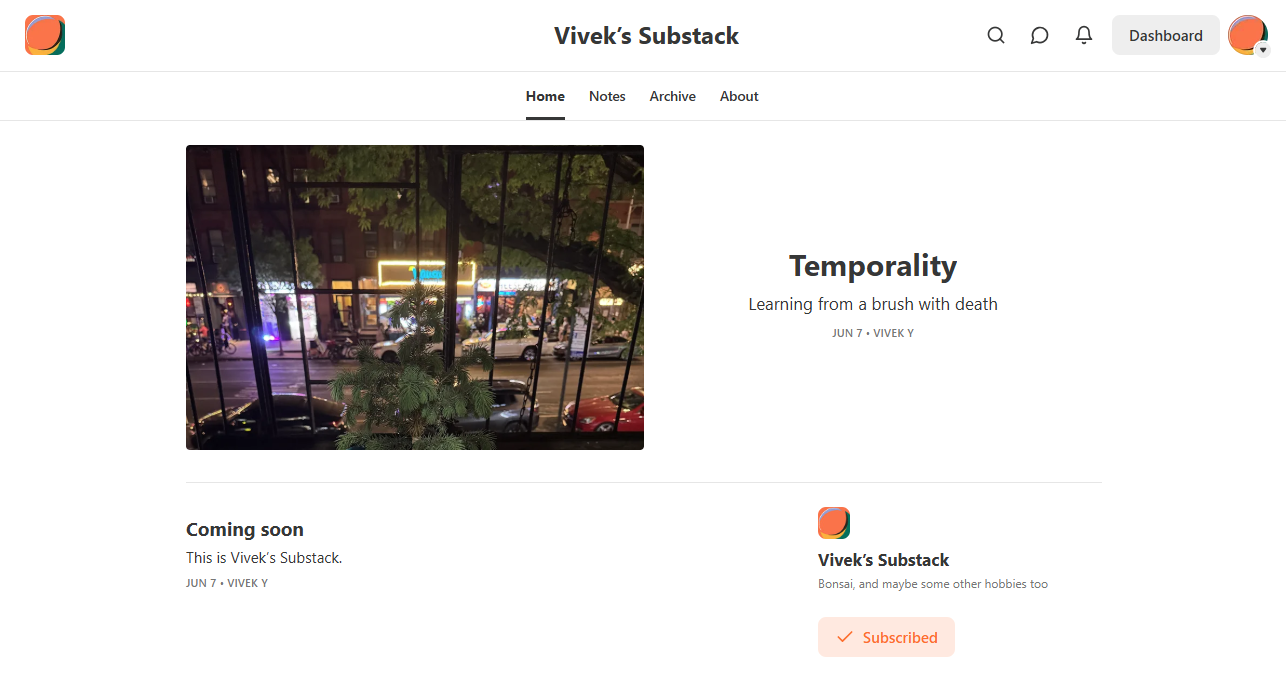 Vivek’s Substack
Dashboard
Home Notes Archive About
Temporality
Learning from a brush with death
JUN 7 • VIVEK Y
Coming soon
This is Vivek’s Substack.
JUN 7 • VIVEK Y
Vivek’s Substack
Bonsai, and maybe some other hobbies too
Subscribed